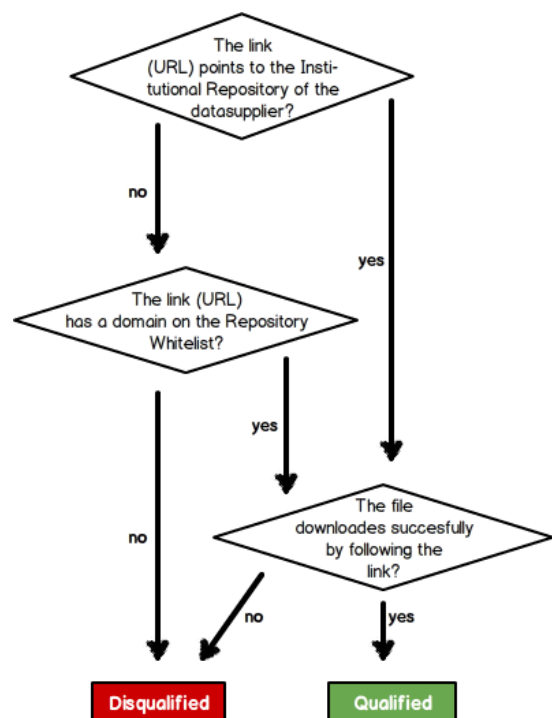 The link
(URL) points to the Insti-
tutional Repository of the
datasupplier?
no
yes
The link (URL)
has a domain on the Repository
Whitelist?
yes
no
The file
downloades succesfully
by following the
link?
no
yes
Disqualified
Qualified